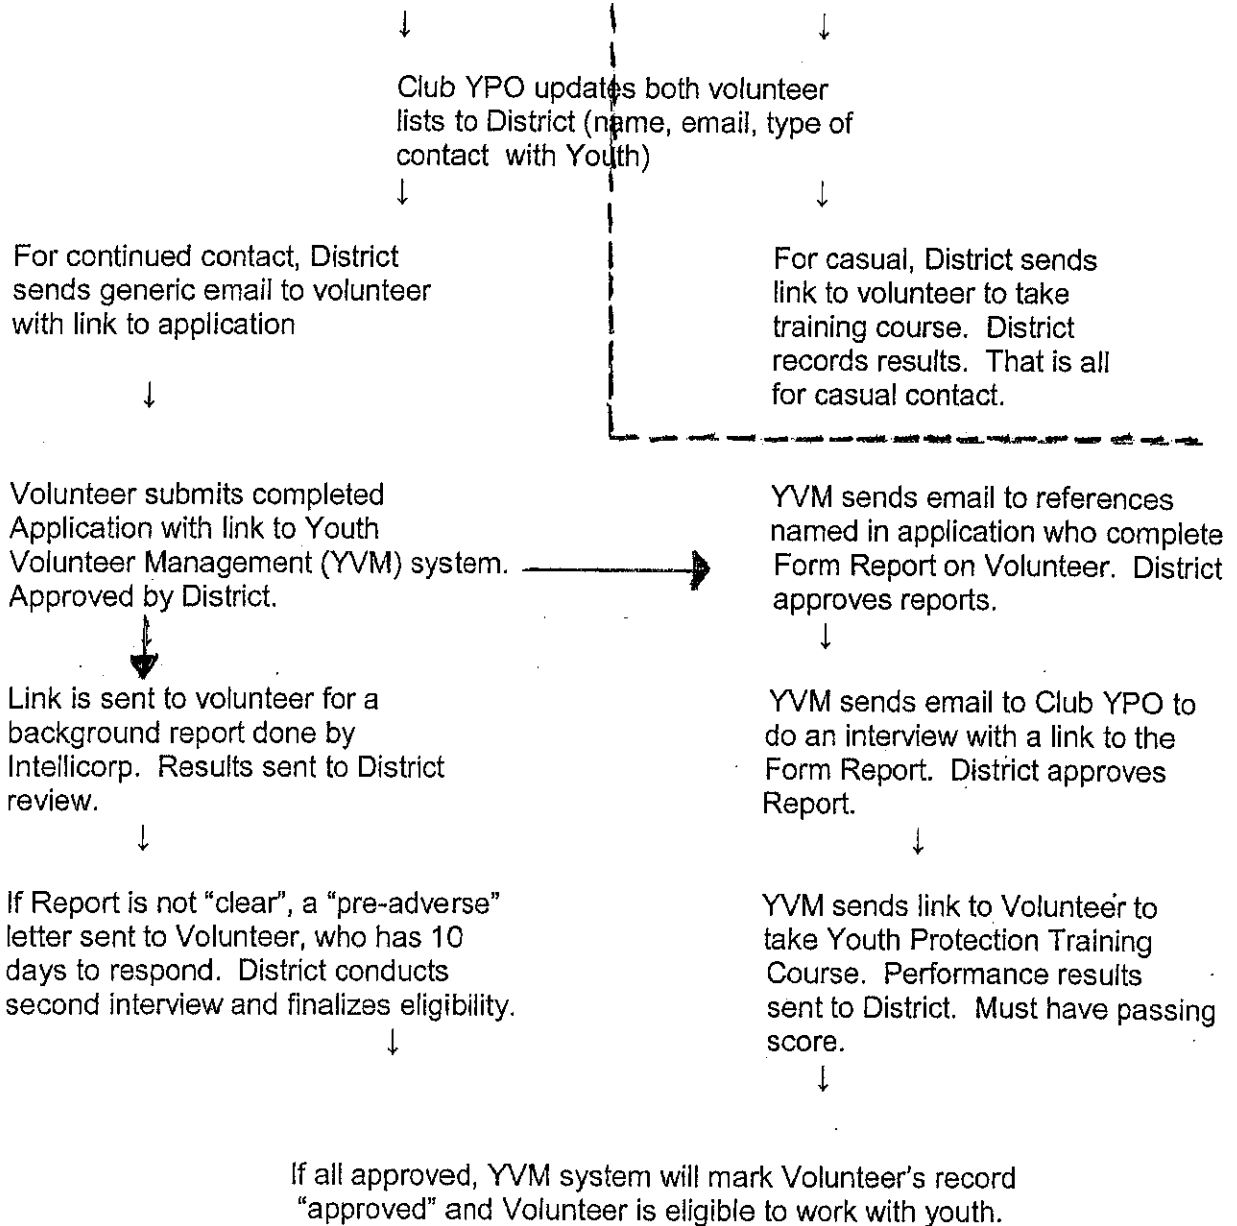 Club YPO updates both volunteer
lists to District (name, email, type of
contact with Youth)
For continued contact, District
sends generic email to volunteer
with link to application
For casual, District sends
link to volunteer to take
training course. District
records results. That is all
for casual contact.
Volunteer submits completed
Application with link to Youth
Volunteer Management (YVM) system.
Approved by District.
YVM sends email to references
named in application who complete
Form Report on Volunteer. District
approves reports.
Link is sent to volunteer for a
background report done by
Intellicorp. Results sent to District
review.
YVM sends email to Club YPO to
do an interview with a link to the
Form Report. District approves
Report.
If Report is not “clear”, a “pre-adverse”
letter sent to Volunteer, who has 10
days to respond. District conducts
second interview and finalizes eligibility.
YVM sends link to Volunteer to
take Youth Protection Training
Course. Performance results
sent to District. Must have passing
score.
If all approved, YVM system will mark Volunteer's record
“approved” and Volunteer is eligible to work with youth.